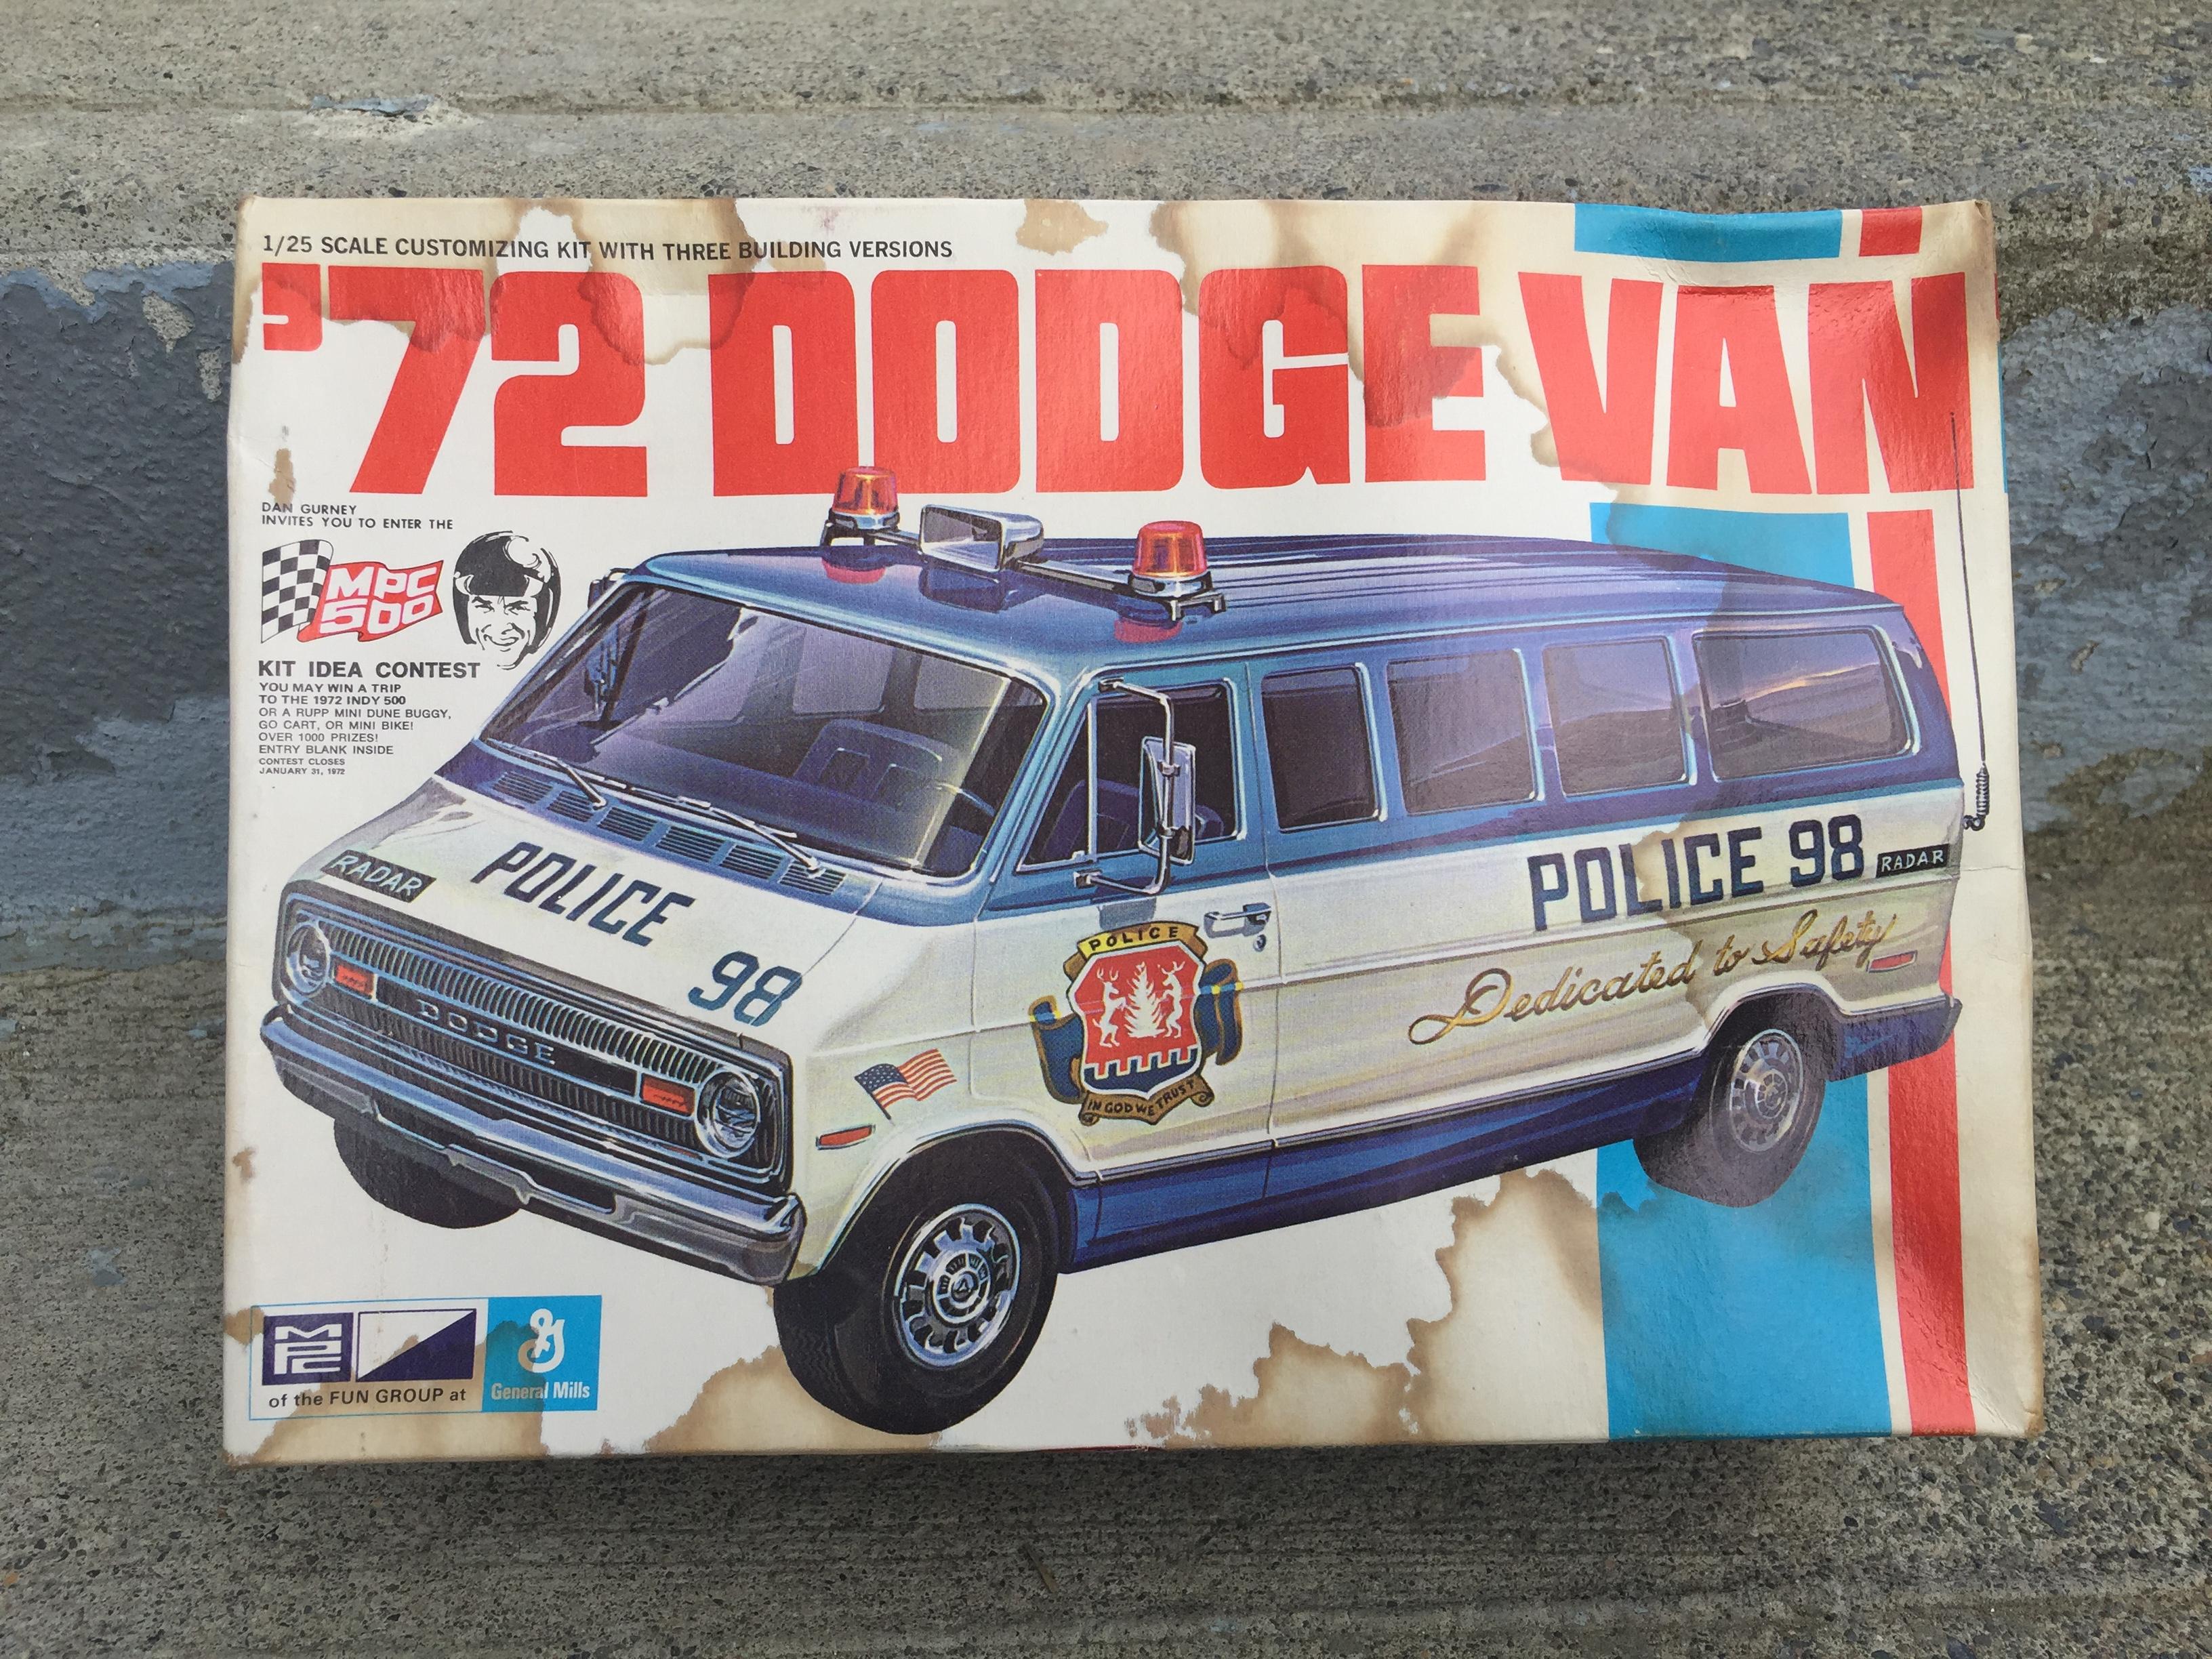 1/25 SCALE CUSTOMIZING KIT WITH THREE BUILDING VERSIONS
'72 DODGE VAN
DAN GURNEY
INVITES YOU TO ENTER THE
MPC
500
KIT IDEA CONTEST
YOU MAY WIN A TRIP
TO THE 1972 INDY 500
OR A RUPP MINI DUNE BUGGY,
GO CART, OR MINI BIKE!
OVER 1000 PRIZES!
ENTRY BLANK INSIDE
CONTEST CLOSES
JANUARY 31, 1972
RADAR
POLICE
98
DODGE
POLICE
IN GOD WE TRUST
POLICE 98 RADAR
Dedicated to Safety
MPC
of the FUN GROUP at
General Mills